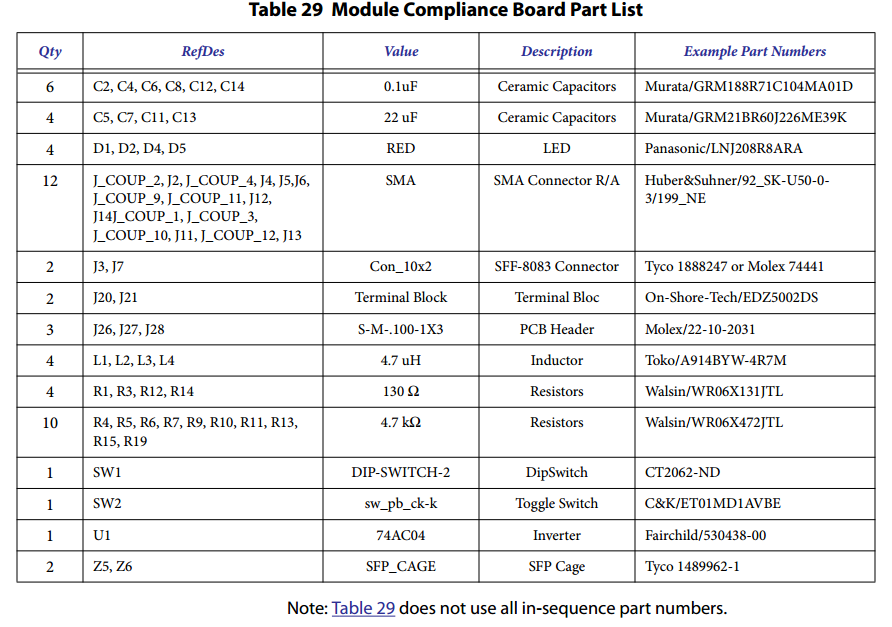 Table 29 Module Compliance Board Part List
Qty RefDes Value Description Example Part Numbers
6 C2, C4, C6, C8, C12, C14 0.1uF Ceramic Capacitors Murata/GRM188R71C104MA01D
4 C5, C7, C11, C13 22 uF Ceramic Capacitors Murata/GRM21BR60J226ME39K
4 D1, D2, D4, D5 RED LED Panasonic/LNJ208R8ARA
12 J_COUP_2, J2, J_COUP_4, J4, J5,J6, SMA SMA Connector R/A Huber&Suhner/92_SK-U50-0-
J_COUP_9, J_COUP_11, J12, 3/199_NE
J14J_COUP_1, J_COUP_3,
J_COUP_10, J11, J_COUP_12, J13
2 J3, J7 Con_10x2 SFF-8083 Connector Tyco 1888247 or Molex 74441
2 J20, J21 Terminal Block Terminal Bloc On-Shore-Tech/EDZ5002DS
3 J26, J27, J28 S-M-.100-1X3 PCB Header Molex/22-10-2031
4 L1, L2, L3, L4 4.7 uH Inductor Toko/A914BYW-4R7M
4 R1, R3, R12, R14 130 Ω Resistors Walsin/WR06X131JTL
10 R4, R5, R6, R7, R9, R10, R11, R13, 4.7 kΩ Resistors Walsin/WR06X472JTL
R15, R19
1 SW1 DIP-SWITCH-2 DipSwitch CT2062-ND
1 SW2 sw_pb_ck-k Toggle Switch C&K/ET01MD1AVBE
1 U1 74AC04 Inverter Fairchild/530438-00
2 Z5, Z6 SFP_CAGE SFP Cage Tyco 1489962-1
Note: Table 29 does not use all in-sequence part numbers.